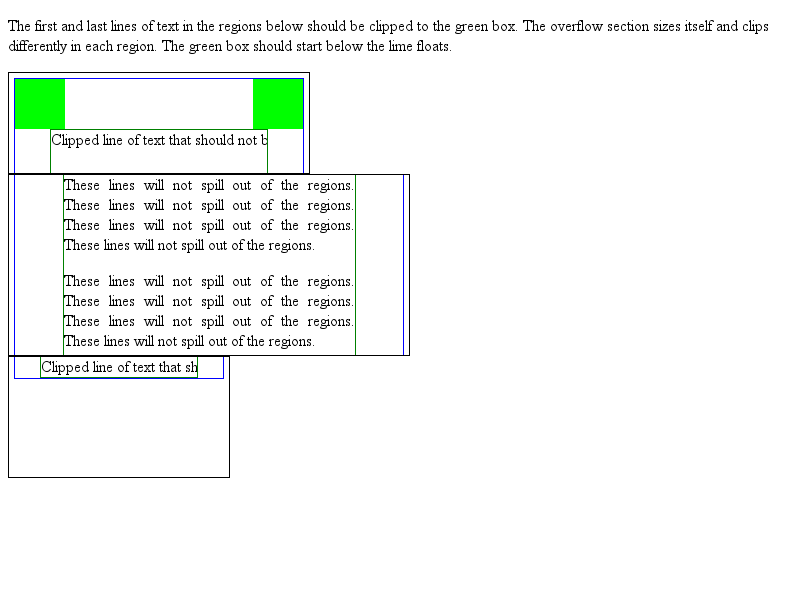 The first and last lines of text in the regions below should be clipped to the green box. The overflow section sizes itself and clips
differently in each region. The green box should start below the lime floats.
Clipped line of text that should not b
These lines will not spill out of the regions.
These lines will not spill out of the regions.
These lines will not spill out of the regions.
These lines will not spill out of the regions.
These lines will not spill out of the regions.
These lines will not spill out of the regions.
These lines will not spill out of the regions.
These lines will not spill out of the regions.
Clipped line of text that sh